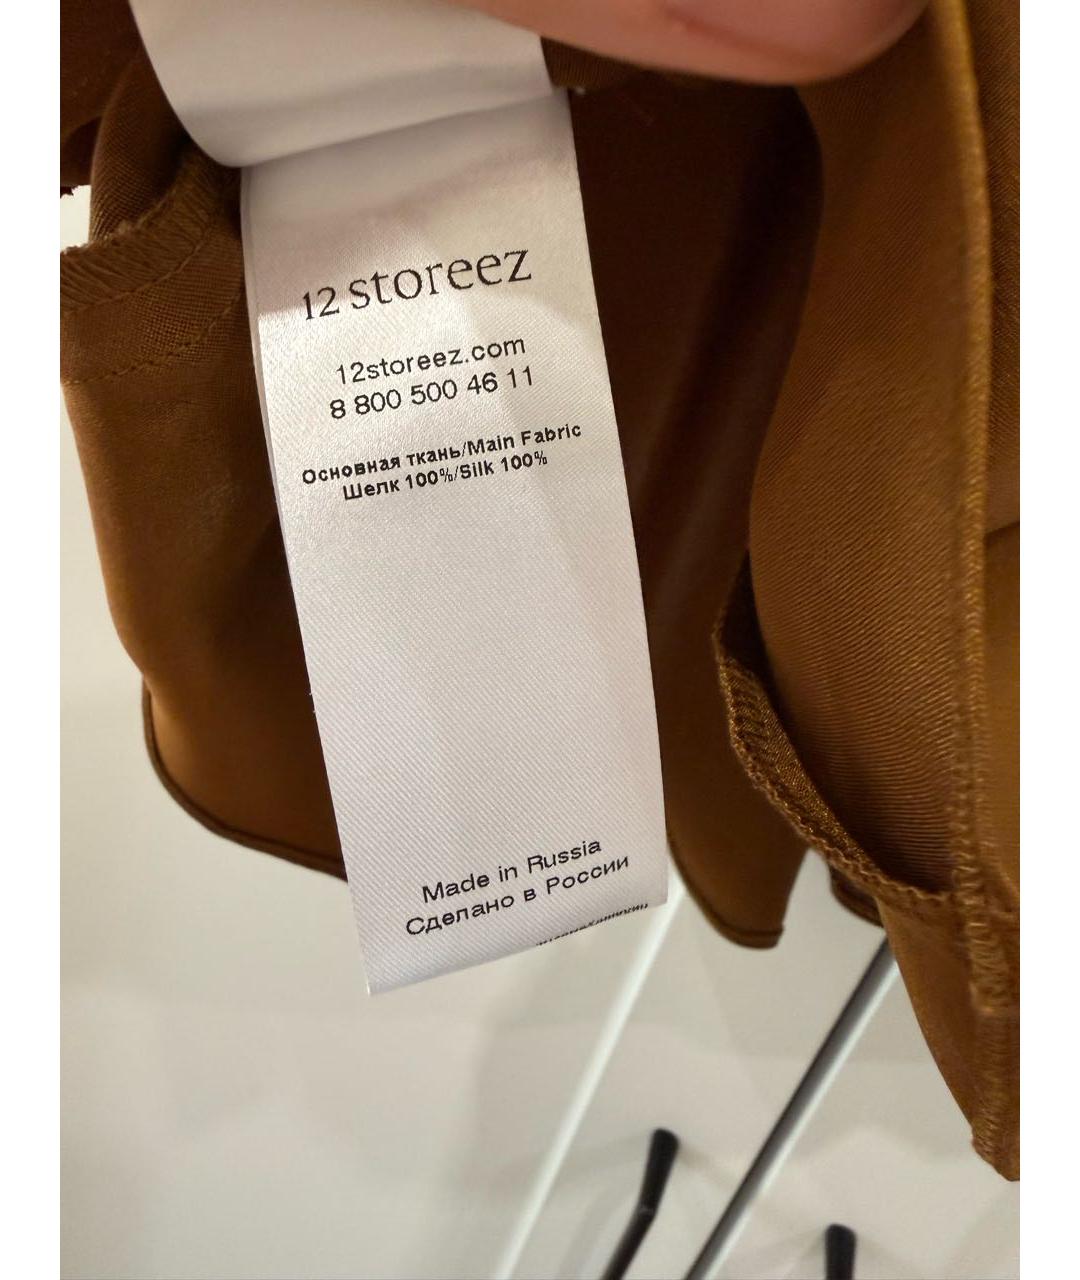 12 storeez
12storeez.com
8 800 500 46 11
Основная ткань/Main Fabric
Шелк 100%/Silk 100%
Made in Russia
Сделано в России